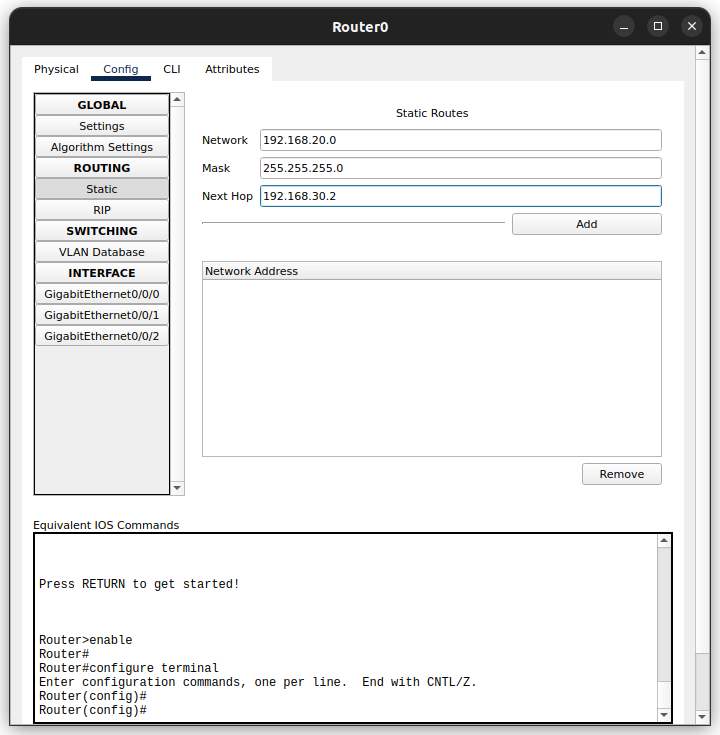 Router0
Physical Config CLI Attributes
GLOBAL
Settings
Algorithm Settings
ROUTING
Static
RIP
SWITCHING
VLAN Database
INTERFACE
GigabitEthernet0/0/0
GigabitEthernet0/0/1
GigabitEthernet0/0/2
Static Routes
Network 192.168.20.0
Mask 255.255.255.0
Next Hop 192.168.30.2
Add
Network Address
Remove
Equivalent IOS Commands
Press RETURN to get started!
Router>enable
Router#
Router#configure terminal
Enter configuration commands, one per line.  End with CNTL/Z.
Router(config)#
Router(config)#